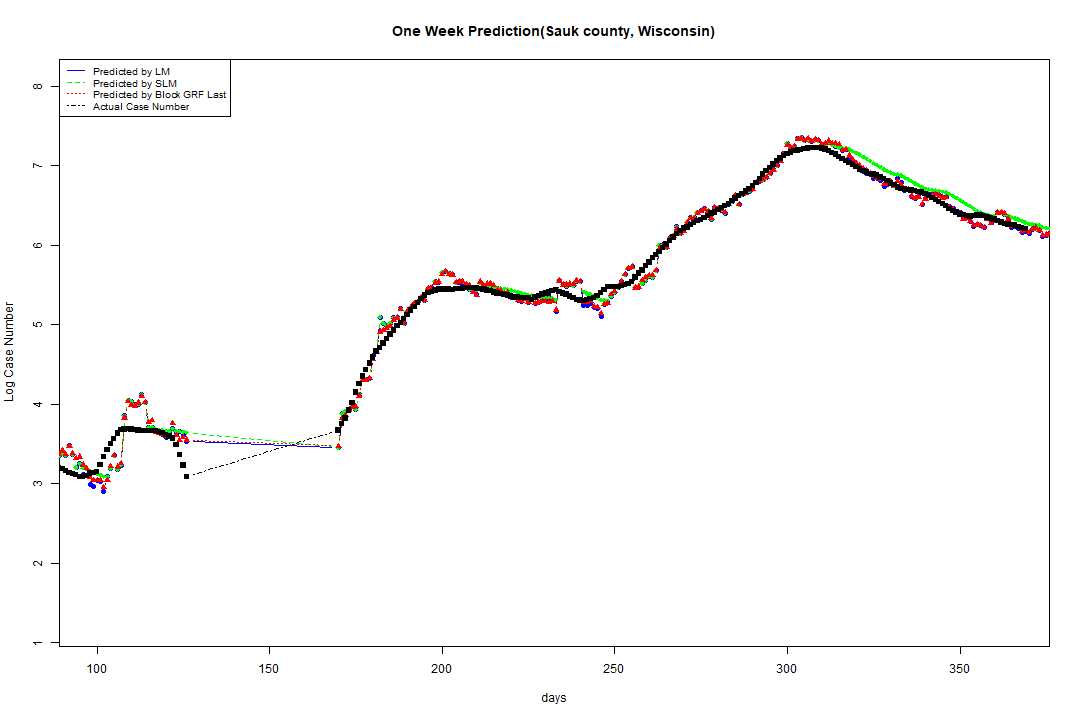 One Week Prediction(Sauk county, Wisconsin)
Predicted by LM
Predicted by SLM
Predicted by Block GRF Last
Actual Case Number
8
7
6
5
4
3
2
1
Log Case Number
100 150 200 250 300 350
days